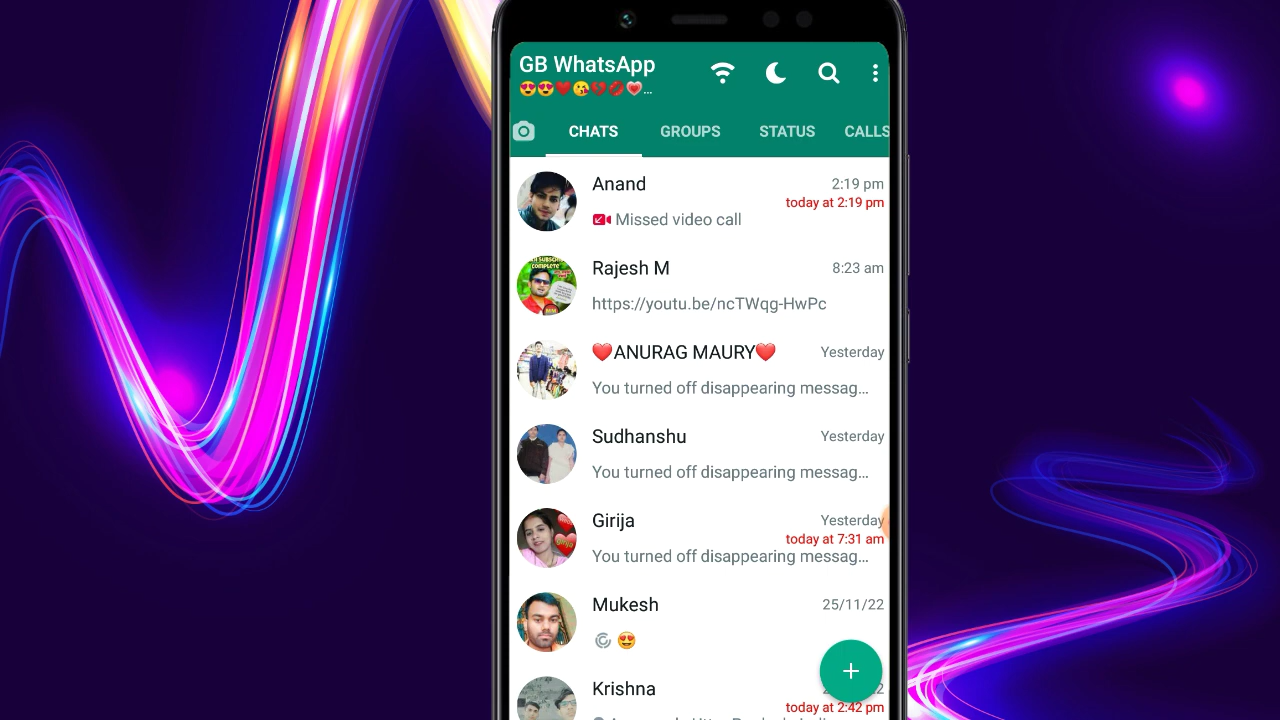 GB WhatsApp
😍😍❤️😘💔💋💗...
CHATS GROUPS STATUS CALLS
Anand 2:19 pm
today at 2:19 pm
Missed video call
Rajesh M 8:23 am
https://youtu.be/ncTWqg-HwPc
❤️ANURAG MAURY❤️ Yesterday
You turned off disappearing messag...
Sudhanshu Yesterday
You turned off disappearing messag...
Girija Yesterday
today at 7:31 am
You turned off disappearing messag...
Mukesh 25/11/22
😍
Krishna
today at 2:42 pm